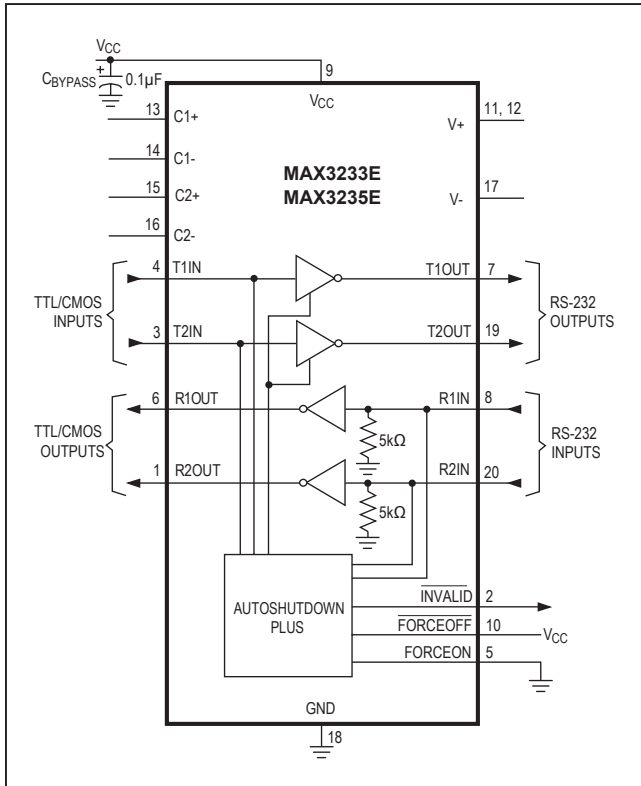 VCC
CBYPASS
+
0.1µF
9
VCC
13 C1+
11, 12 V+
14 C1-
MAX3233E
MAX3235E
15 C2+
17 V-
16 C2-
TTL/CMOS INPUTS
4 T1IN
T1OUT 7
3 T2IN
T2OUT 19
RS-232 OUTPUTS
TTL/CMOS OUTPUTS
6 R1OUT
R1IN 8
5kΩ
1 R2OUT
R2IN 20
5kΩ
RS-232 INPUTS
AUTOSHUTDOWN
PLUS
INVALID 2
FORCEOFF 10 VCC
FORCEON 5
GND
18